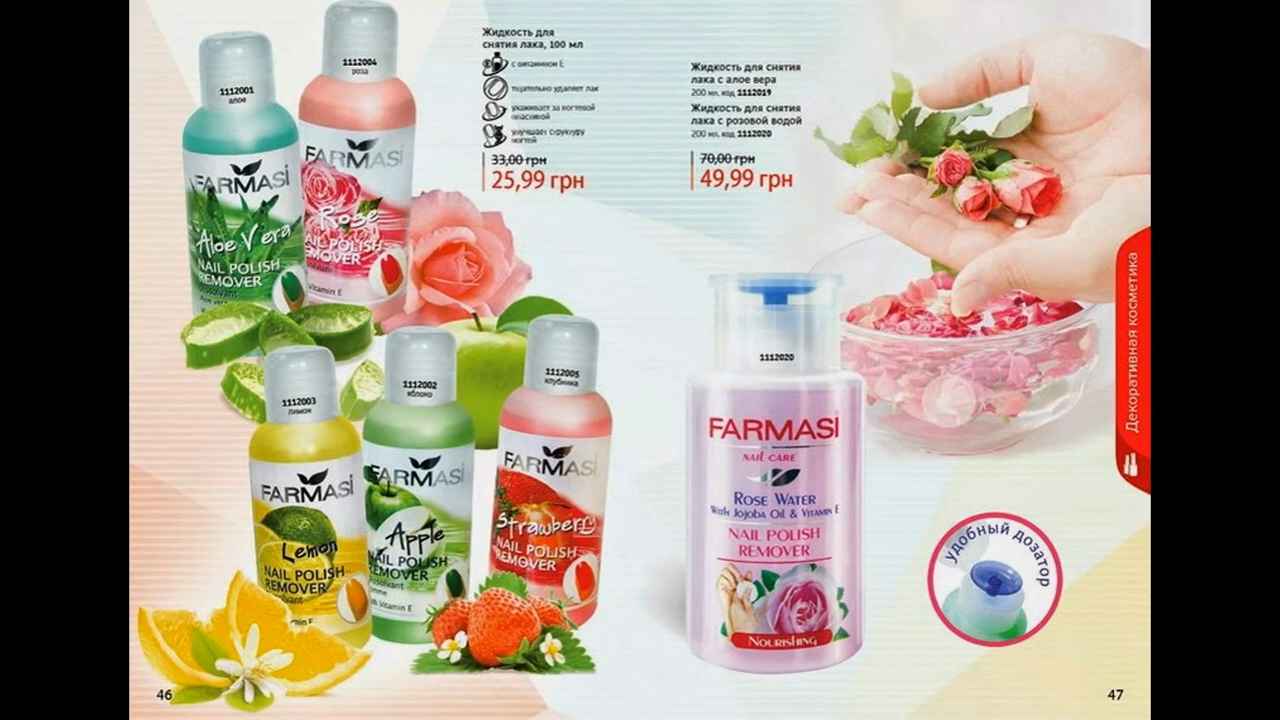 1112001
алое
FARMASi
Aloe Vera
NAIL POLISH
REMOVER
1112004
роза
FARMASi
Rose
NAIL POLISH
REMOVER
Vitamin E
1112003
лимон
FARMASi
Lemon
NAIL POLISH
REMOVER
1112002
яблоко
FARMASi
Apple
NAIL POLISH
REMOVER
with Vitamin E
1112005
клубника
FARMASi
Strawberry
NAIL POLISH
REMOVER
46
Жидкость для
снятия лака, 100 мл
с витамином Е
тщательно удаляет лак
ухаживает за ногтевой
пластиной
улучшает структуру
ногтей
33,00 грн
25,99 грн
Жидкость для снятия
лака с алое вера
200 мл, код 1112019
Жидкость для снятия
лака с розовой водой
200 мл, код 1112020
70,00 грн
49,99 грн
1112020
FARMASi
NAIL CARE
ROSE WATER
With Jojoba Oil & Vitamin E
NAIL POLISH
REMOVER
NOURISHING
удобный дозатор
Декоративная косметика
47